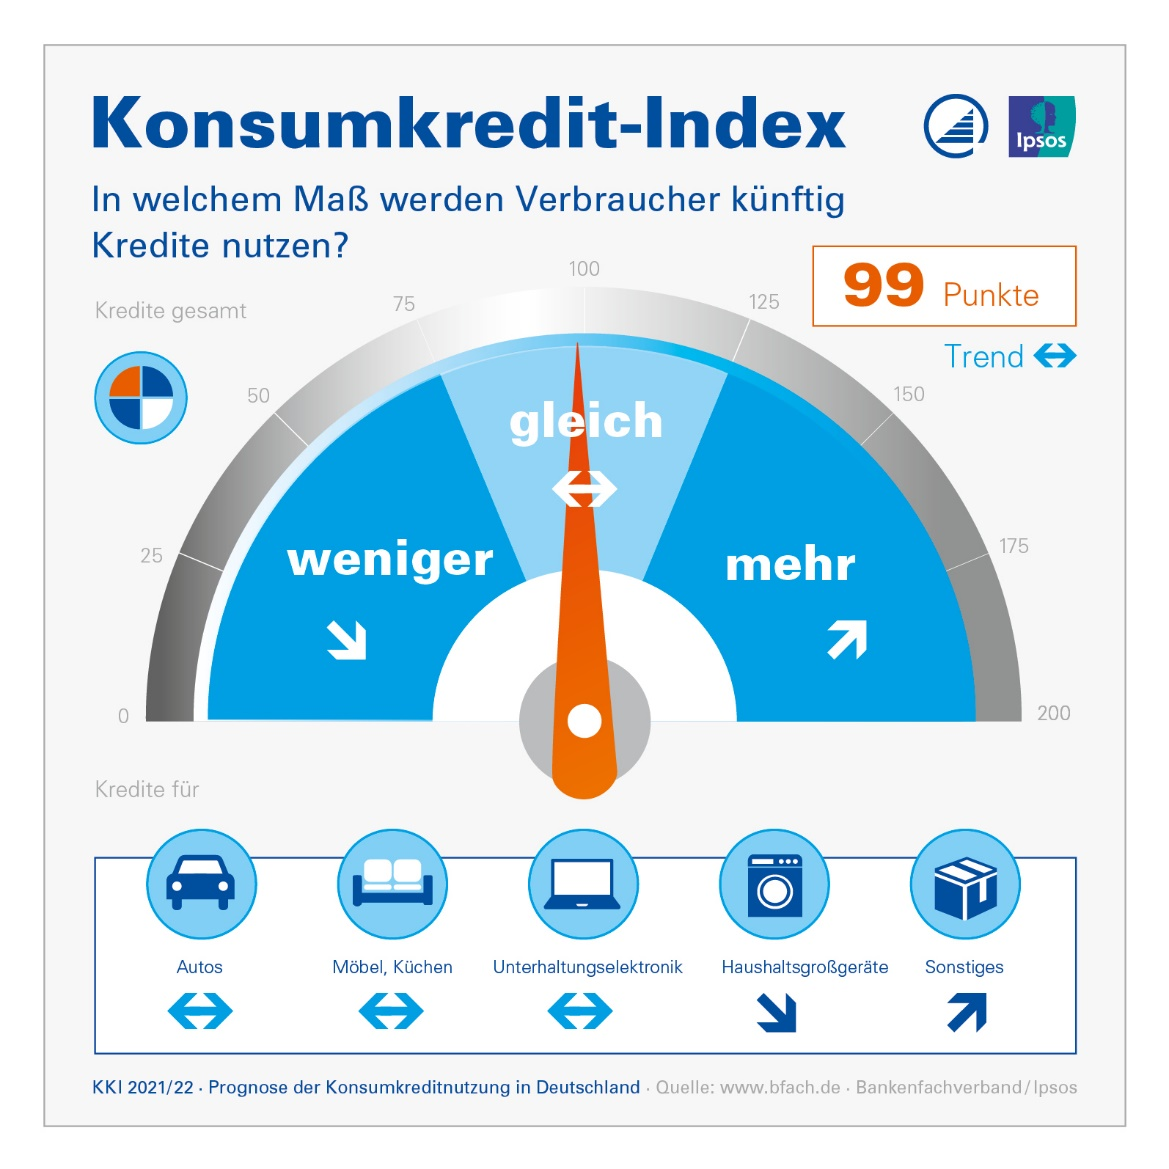 Konsumkredit-Index
Ipsos
In welchem Maß werden Verbraucher künftig
Kredite nutzen?
99 Punkte
Trend
Kredite gesamt
0
25
50
75
100
125
150
175
200
weniger
gleich
mehr
Kredite für
Autos
Möbel, Küchen
Unterhaltungselektronik
Haushaltsgroßgeräte
Sonstiges
KKI 2021/22 · Prognose der Konsumkreditnutzung in Deutschland · Quelle: www.bfach.de · Bankenfachverband/Ipsos